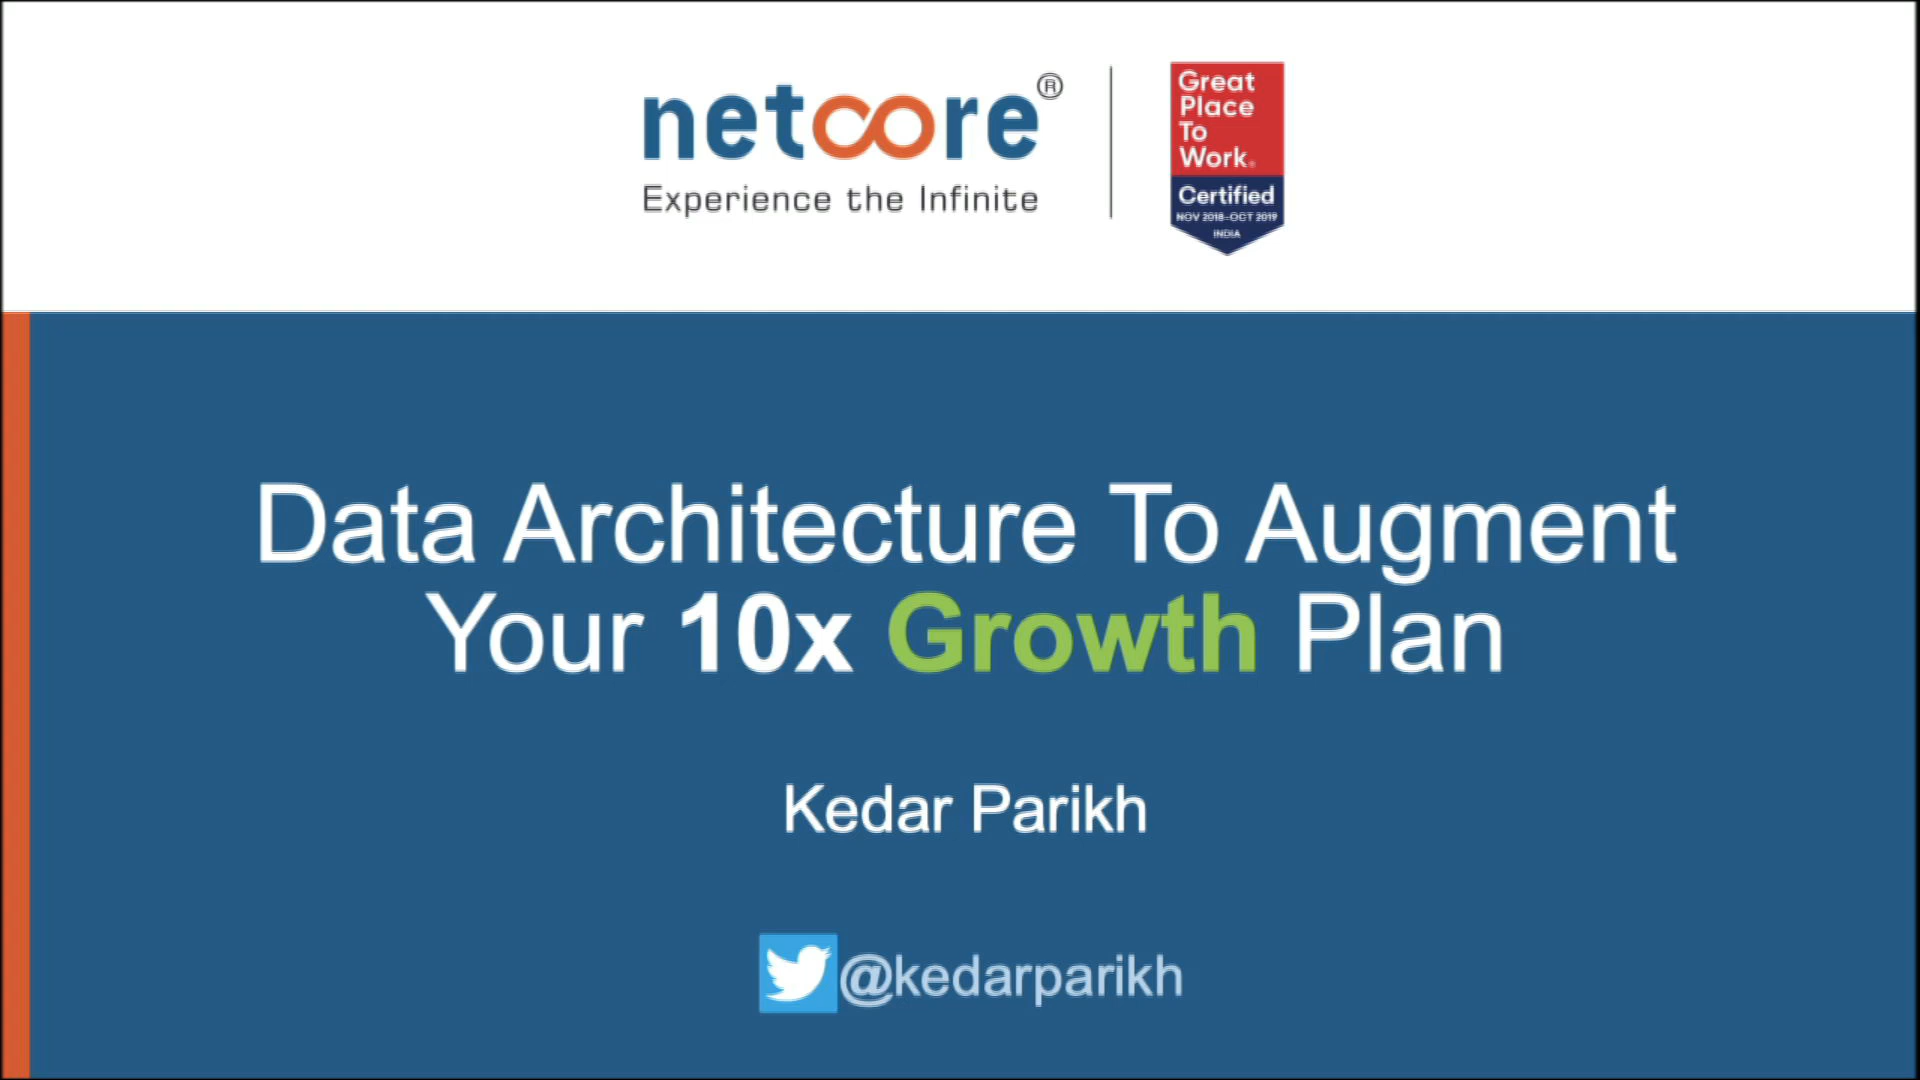 netcore®
Experience the Infinite
Great
Place
To
Work®
Certified
NOV 2018-OCT 2019
INDIA
Data Architecture To Augment
Your 10x Growth Plan
Kedar Parikh
@kedarparikh